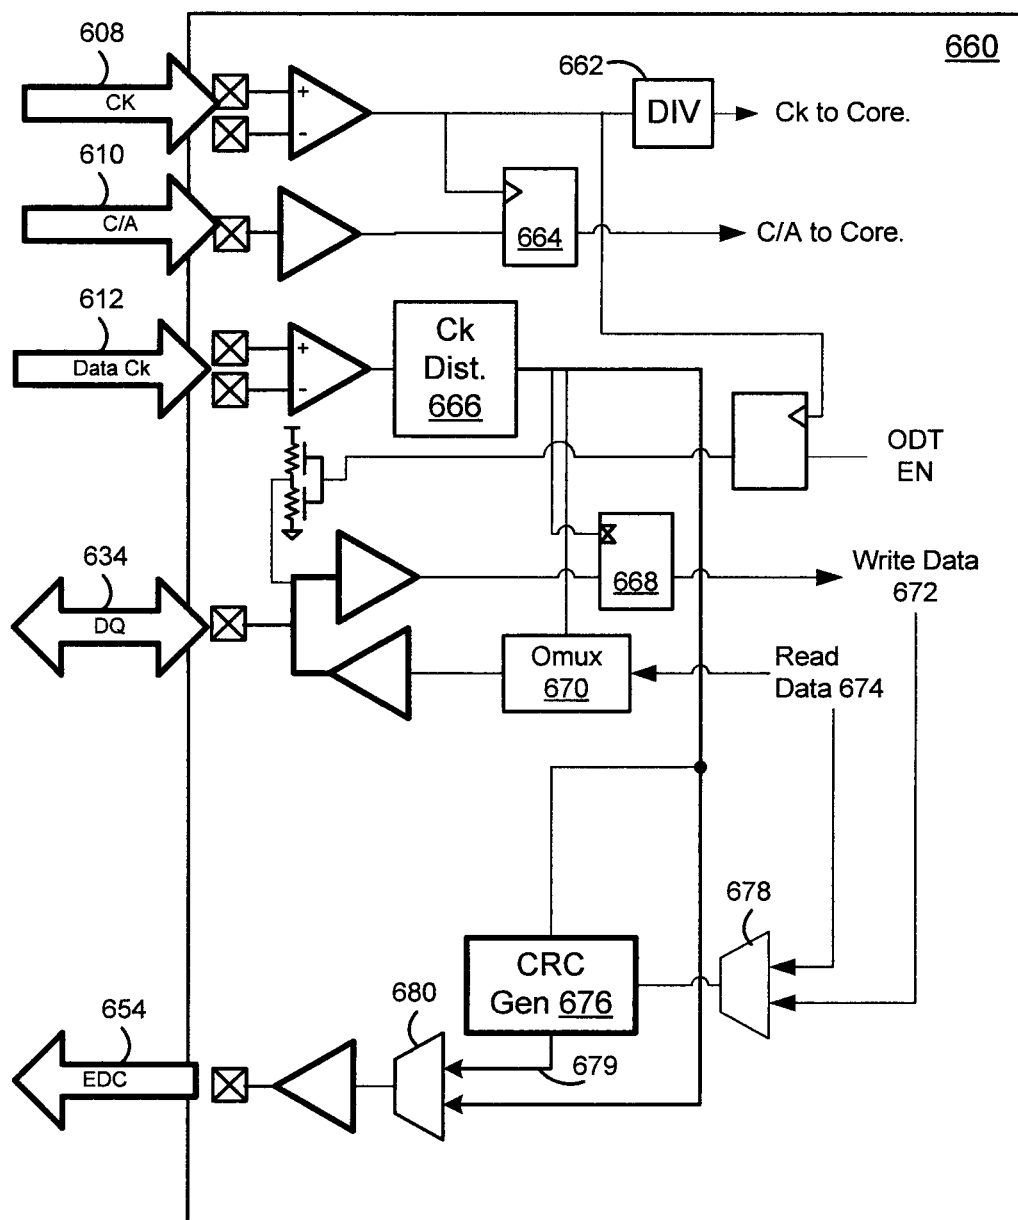 608
660
662
CK
+
-
DIV
Ck to Core.
610
C/A
664
C/A to Core.
612
Data Ck
+
-
Ck
Dist.
666
ODT
EN
634
DQ
668
Write Data
672
Omux
670
Read
Data 674
678
CRC
Gen 676
680
679
654
EDC